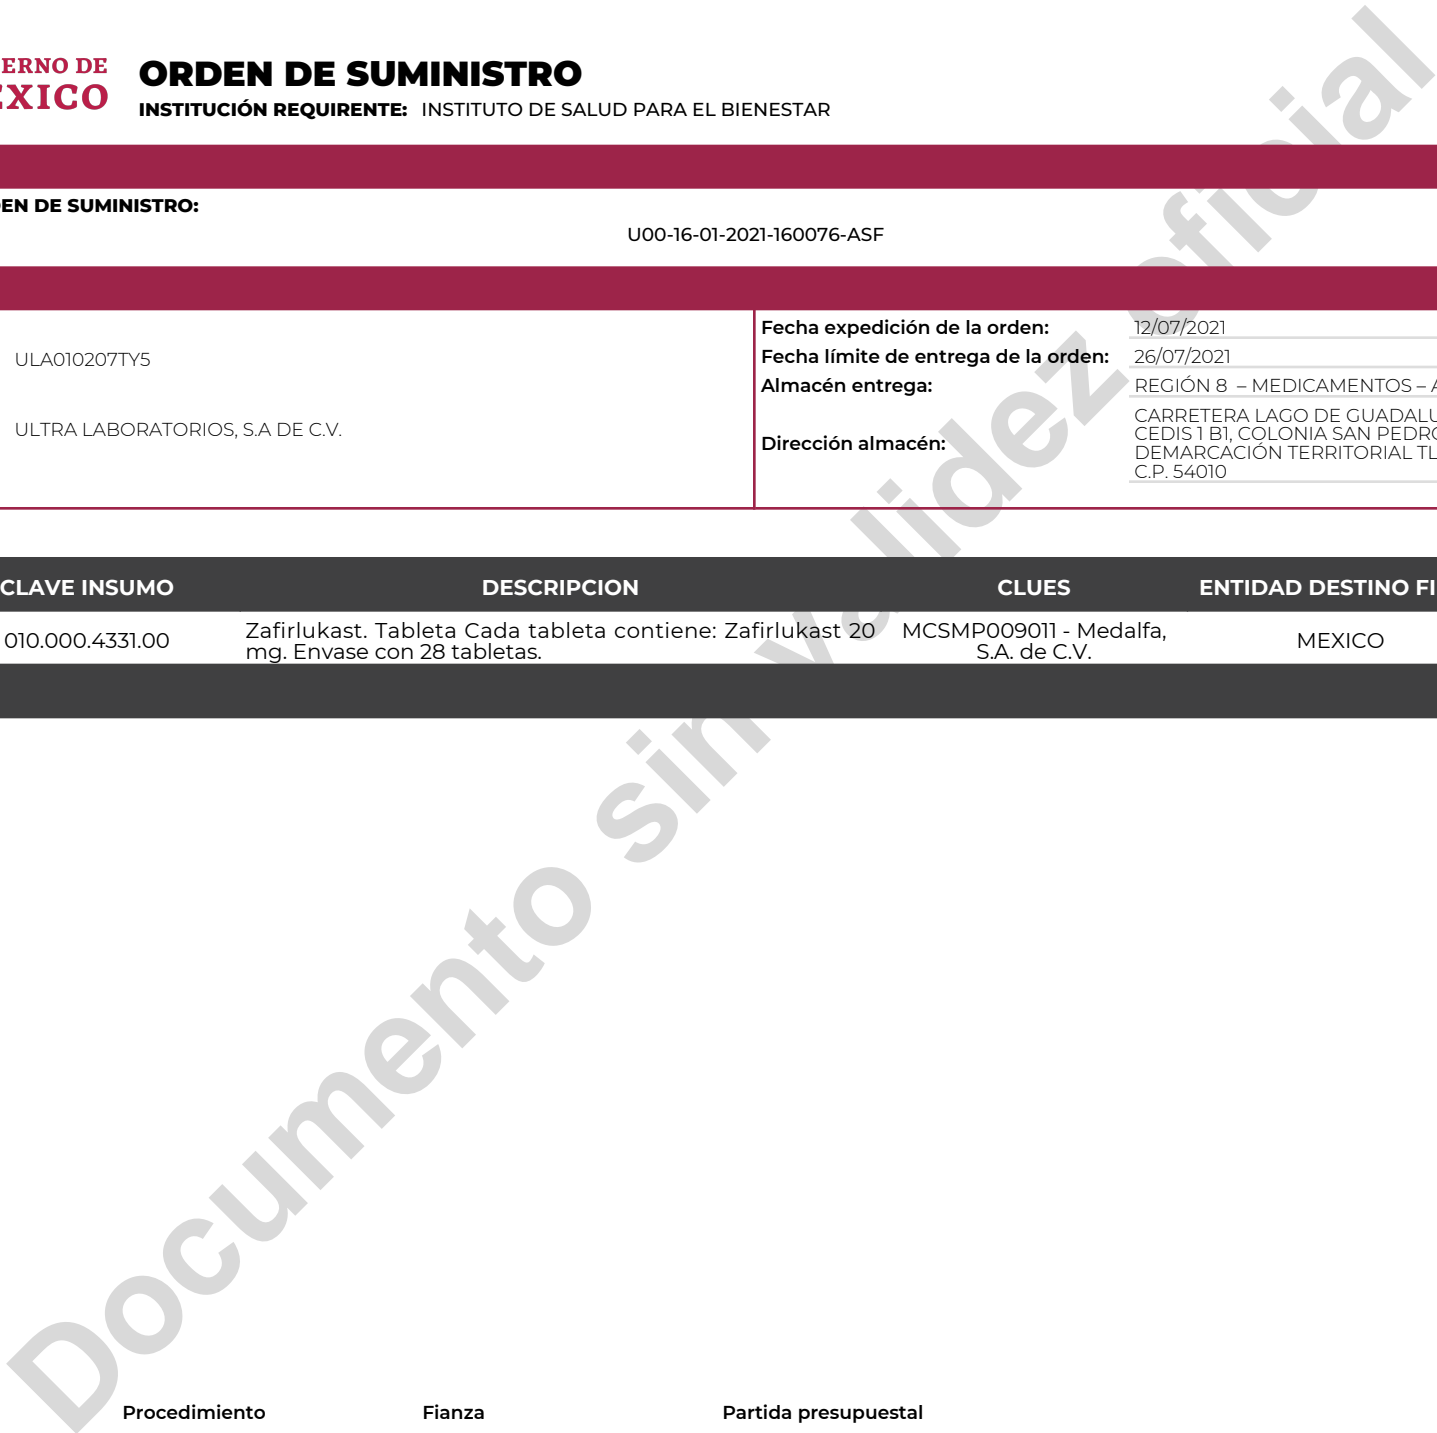 ERNO DE
EXICO
ORDEN DE SUMINISTRO
INSTITUCIÓN REQUIRENTE: INSTITUTO DE SALUD PARA EL BIENESTAR
EN DE SUMINISTRO:
U00-16-01-2021-160076-ASF
ULA010207TY5
ULTRA LABORATORIOS, S.A DE C.V.
Fecha expedición de la orden: 12/07/2021
Fecha límite de entrega de la orden: 26/07/2021
Almacén entrega: REGIÓN 8 – MEDICAMENTOS – A
Dirección almacén:
CARRETERA LAGO DE GUADALU
CEDIS 1 B1, COLONIA SAN PEDRO
DEMARCACIÓN TERRITORIAL TL
C.P. 54010
CLAVE INSUMO DESCRIPCION CLUES ENTIDAD DESTINO FI
010.000.4331.00
Zafirlukast. Tableta Cada tableta contiene: Zafirlukast 20
mg. Envase con 28 tabletas.
MCSMP009011 - Medalfa,
S.A. de C.V.
MEXICO
Documento sin validez oficial
Procedimiento Fianza Partida presupuestal